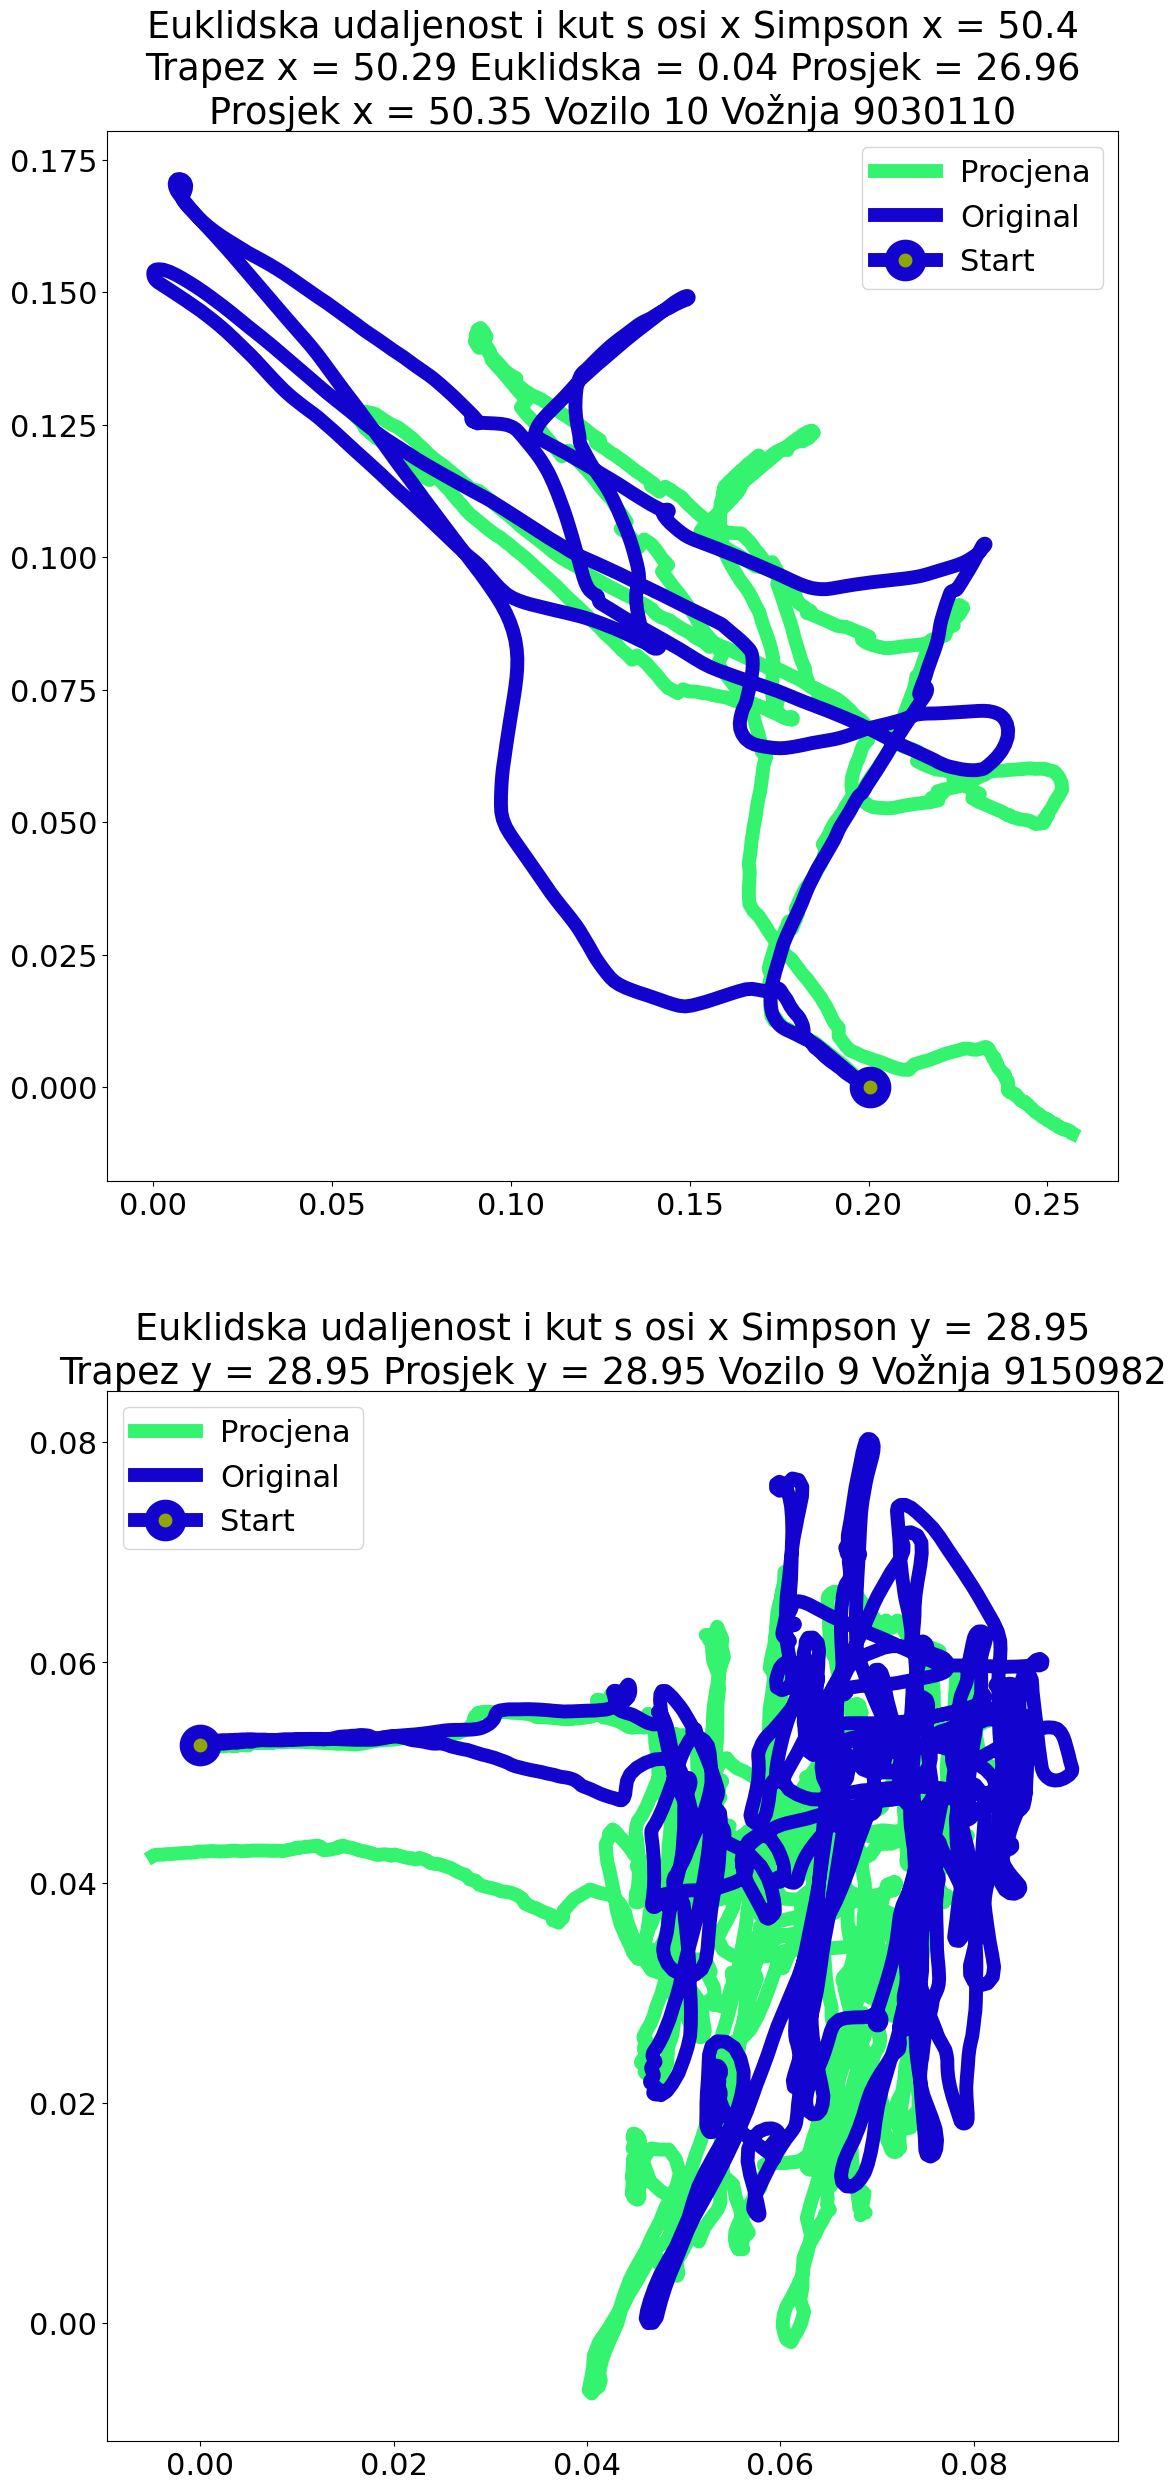 Euklidska udaljenost i kut s osi x Simpson x = 50.4
Trapez x = 50.29 Euklidska = 0.04 Prosjek = 26.96
Prosjek x = 50.35 Vozilo 10 Vožnja 9030110
Procjena
Original
Start
0.175
0.150
0.125
0.100
0.075
0.050
0.025
0.000
0.00 0.05 0.10 0.15 0.20 0.25
Euklidska udaljenost i kut s osi x Simpson y = 28.95
Trapez y = 28.95 Prosjek y = 28.95 Vozilo 9 Vožnja 9150982
Procjena
Original
Start
0.08
0.06
0.04
0.02
0.00
0.00 0.02 0.04 0.06 0.08